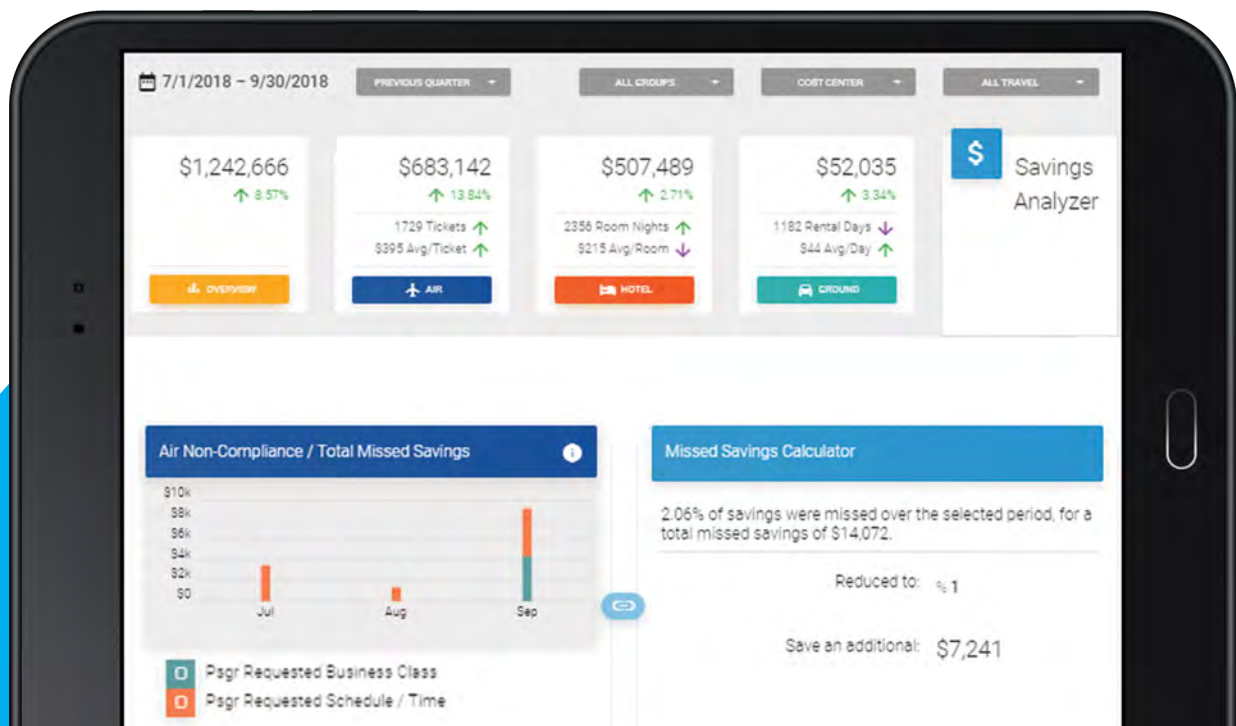 7/1/2018 – 9/30/2018
PREVIOUS QUARTER
ALL GROUPS
COST CENTER
ALL TRAVEL
$1,242,666
8.57%
OVERVIEW
$683,142
13.84%
1729 Tickets
$395 Avg/Ticket
AIR
$507,489
2.71%
2356 Room Nights
$215 Avg/Room
HOTEL
$52,035
3.34%
1182 Rental Days
$44 Avg/Day
GROUND
$
Savings
Analyzer
Air Non-Compliance / Total Missed Savings
$10k
$8k
$6k
$4k
$2k
$0
Jul
Aug
Sep
Psgr Requested Business Class
Psgr Requested Schedule / Time
Missed Savings Calculator
2.06% of savings were missed over the selected period, for a
total missed savings of $14,072.
Reduced to: % 1
Save an additional: $7,241